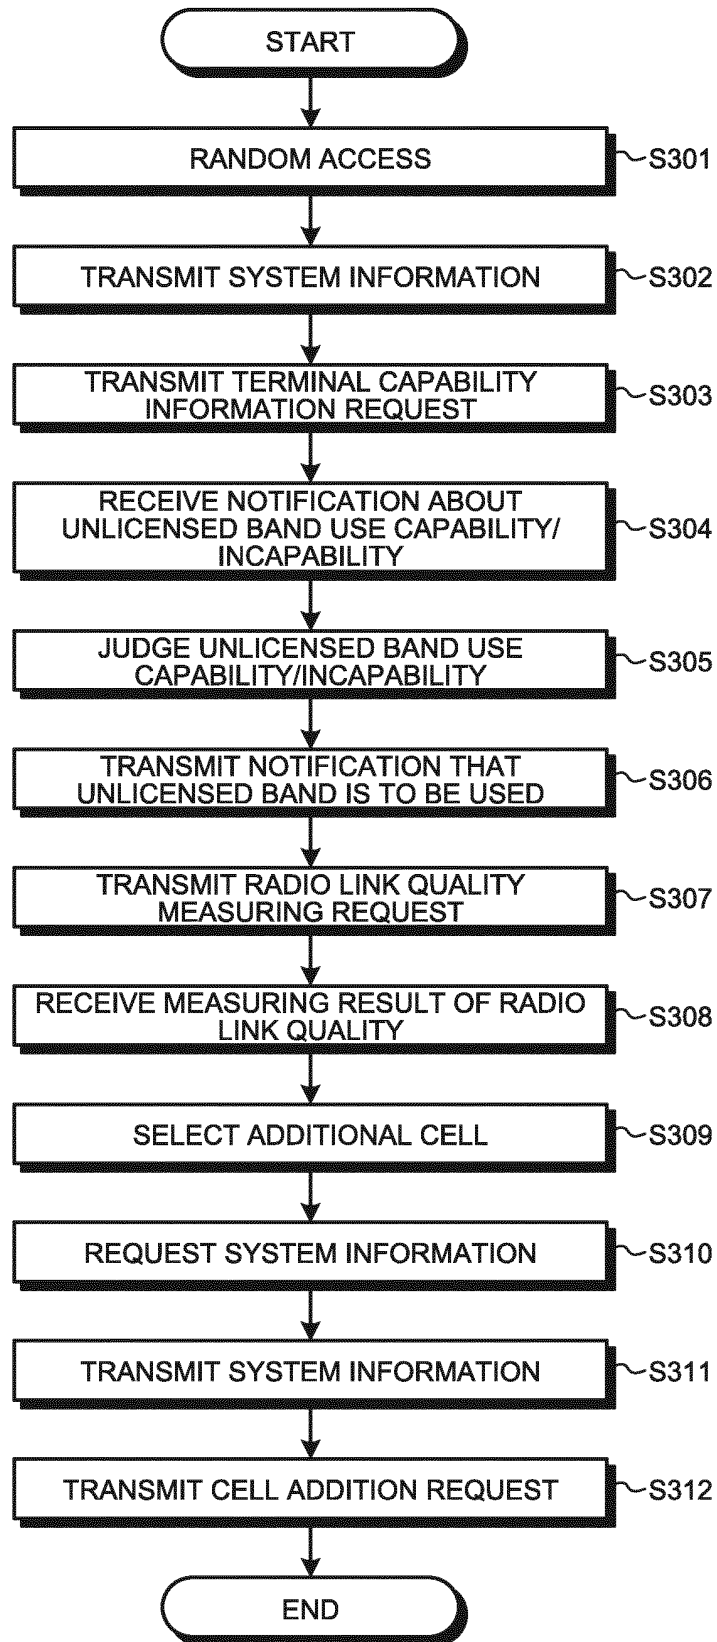 START
RANDOM ACCESS
S301
TRANSMIT SYSTEM INFORMATION
S302
TRANSMIT TERMINAL CAPABILITY
INFORMATION REQUEST
S303
RECEIVE NOTIFICATION ABOUT
UNLICENSED BAND USE CAPABILITY/
INCAPABILITY
S304
JUDGE UNLICENSED BAND USE
CAPABILITY/INCAPABILITY
S305
TRANSMIT NOTIFICATION THAT
UNLICENSED BAND IS TO BE USED
S306
TRANSMIT RADIO LINK QUALITY
MEASURING REQUEST
S307
RECEIVE MEASURING RESULT OF RADIO
LINK QUALITY
S308
SELECT ADDITIONAL CELL
S309
REQUEST SYSTEM INFORMATION
S310
TRANSMIT SYSTEM INFORMATION
S311
TRANSMIT CELL ADDITION REQUEST
S312
END